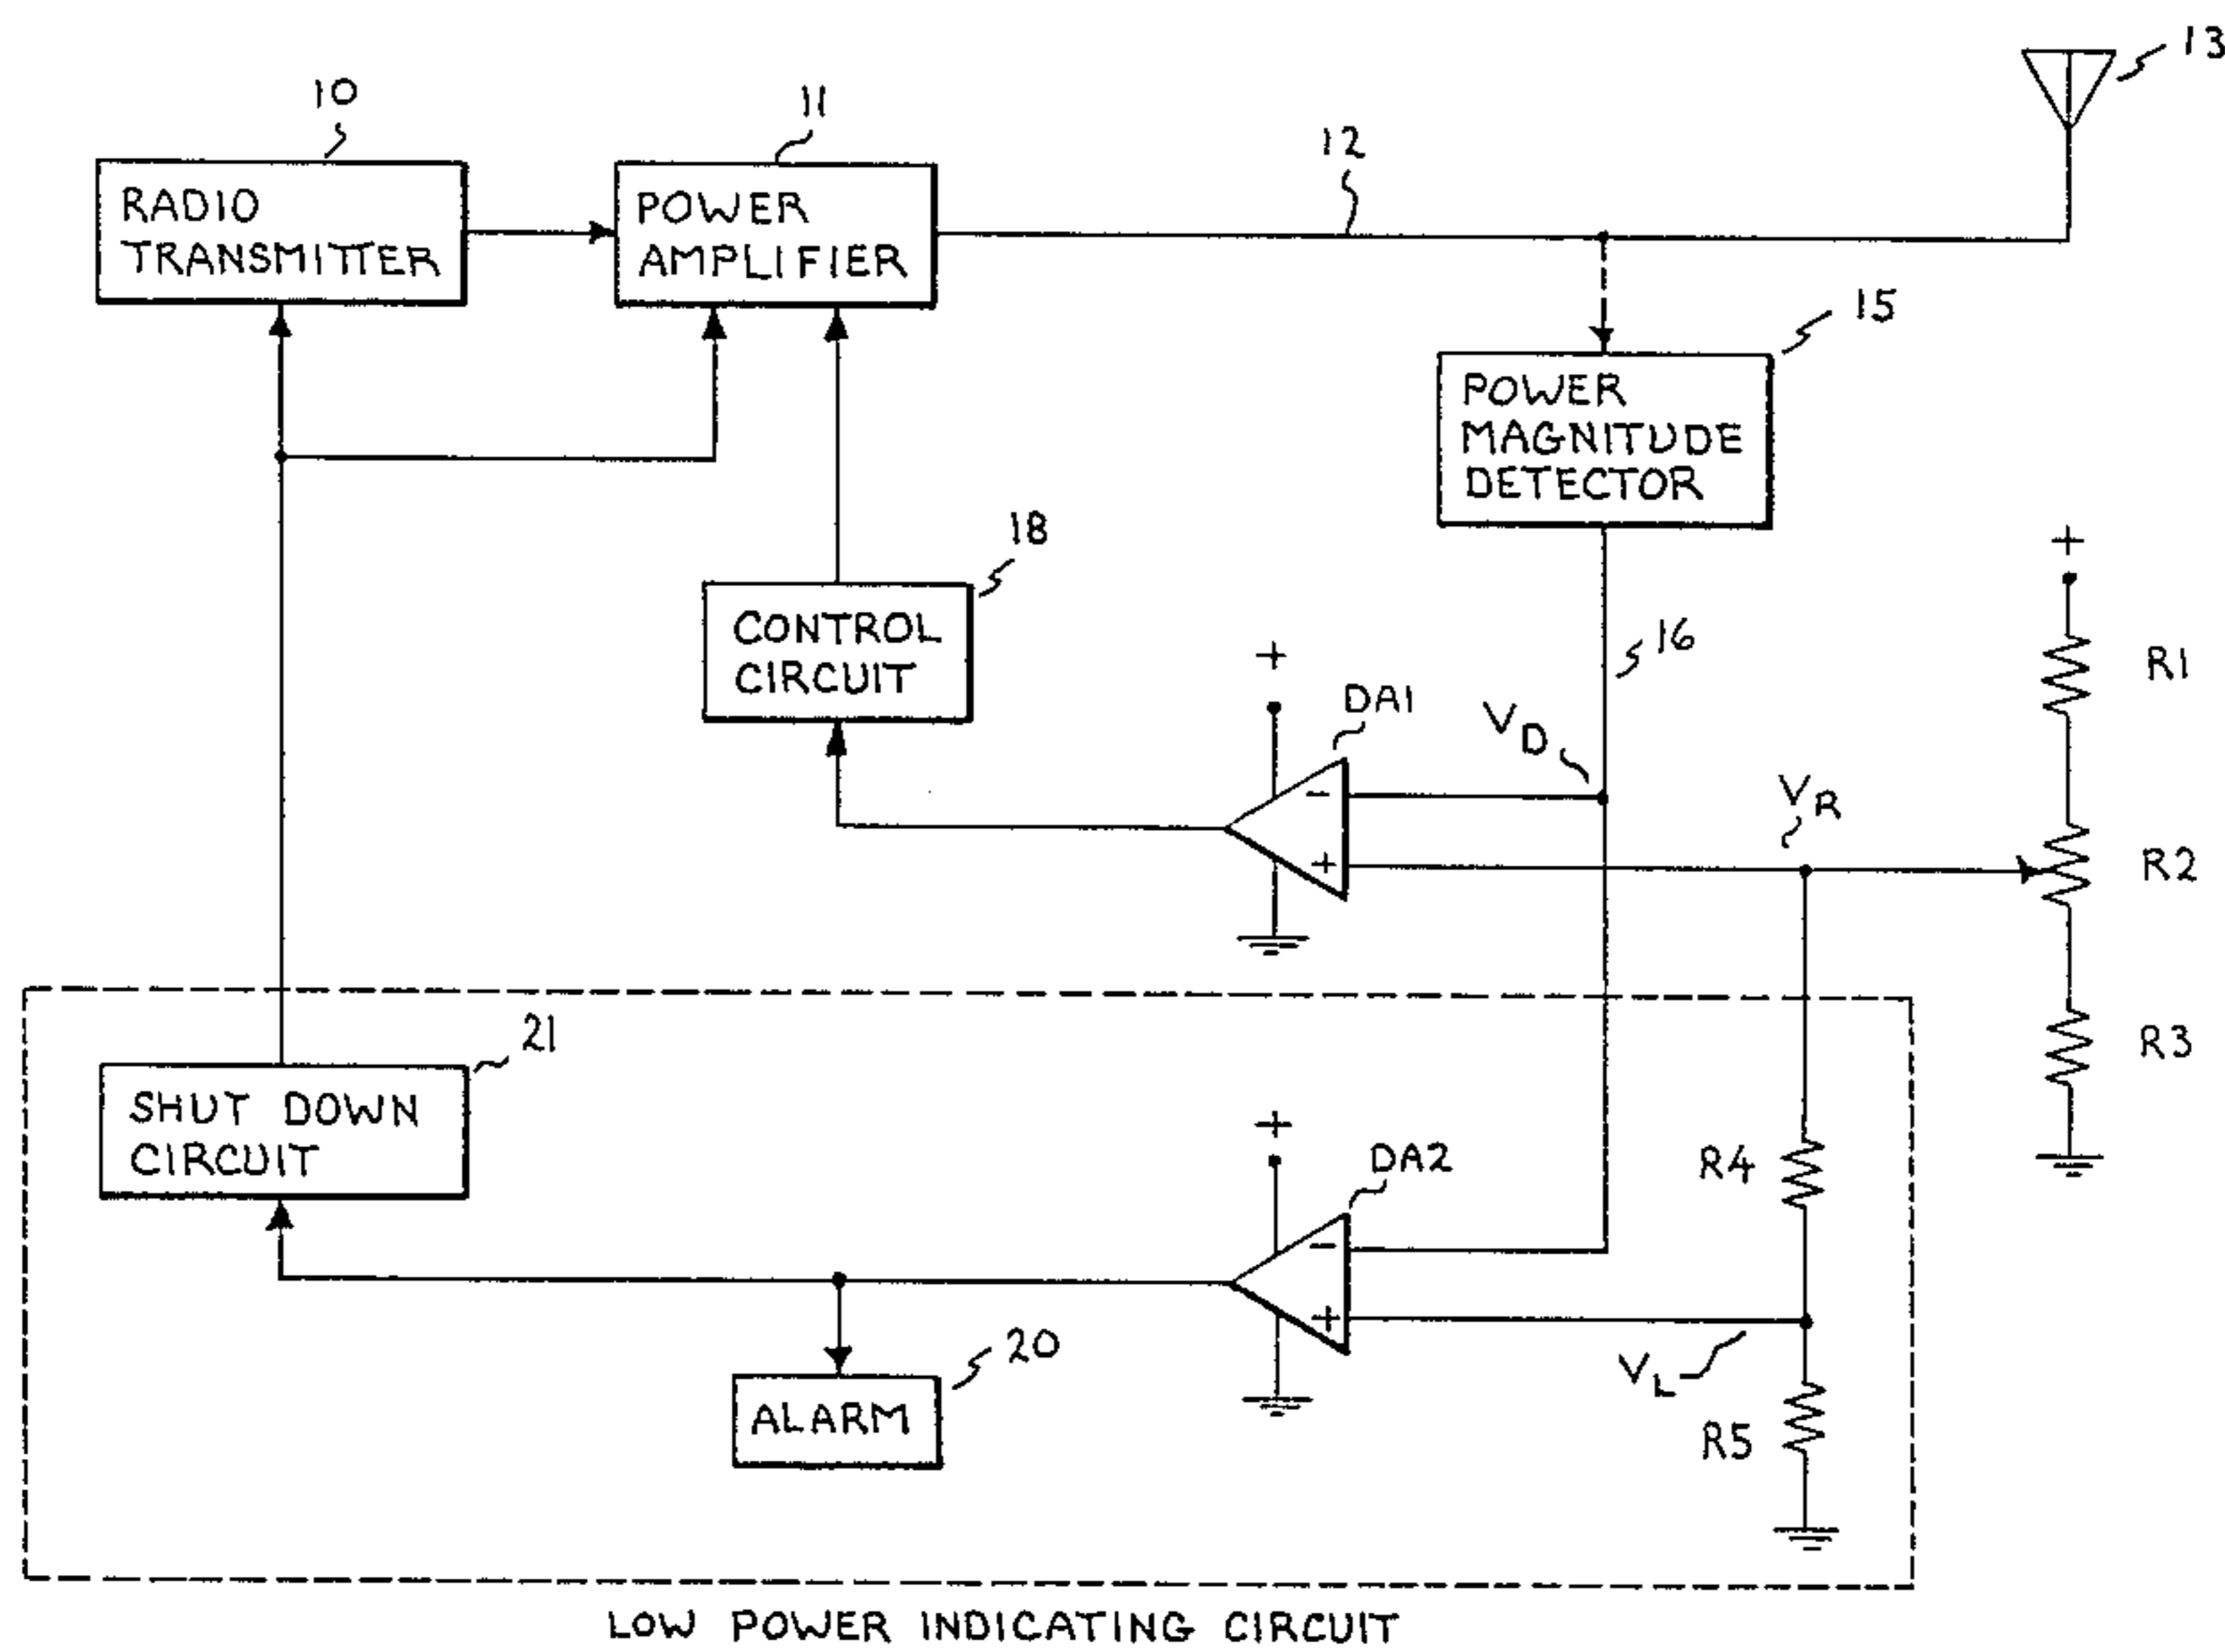 13
10
11
12
RADIO
TRANSMITTER
POWER
AMPLIFIER
15
POWER
MAGNITUDE
DETECTOR
18
CONTROL
CIRCUIT
+
16
+
R1
DA1
VD
-
VR
+
R2
21
R3
SHUT DOWN
CIRCUIT
+
DA2
R4
-
+
20
VL
ALARM
R5
LOW POWER INDICATING CIRCUIT